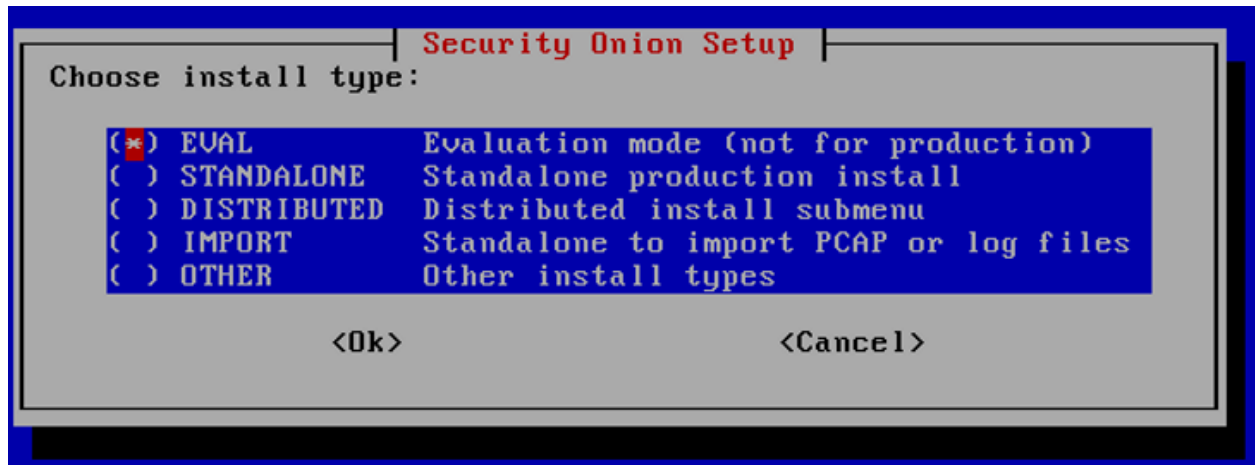 Security Onion Setup
Choose install type:
(*) EVAL Evaluation mode (not for production)
( ) STANDALONE Standalone production install
( ) DISTRIBUTED Distributed install submenu
( ) IMPORT Standalone to import PCAP or log files
( ) OTHER Other install types
<Ok> <Cancel>